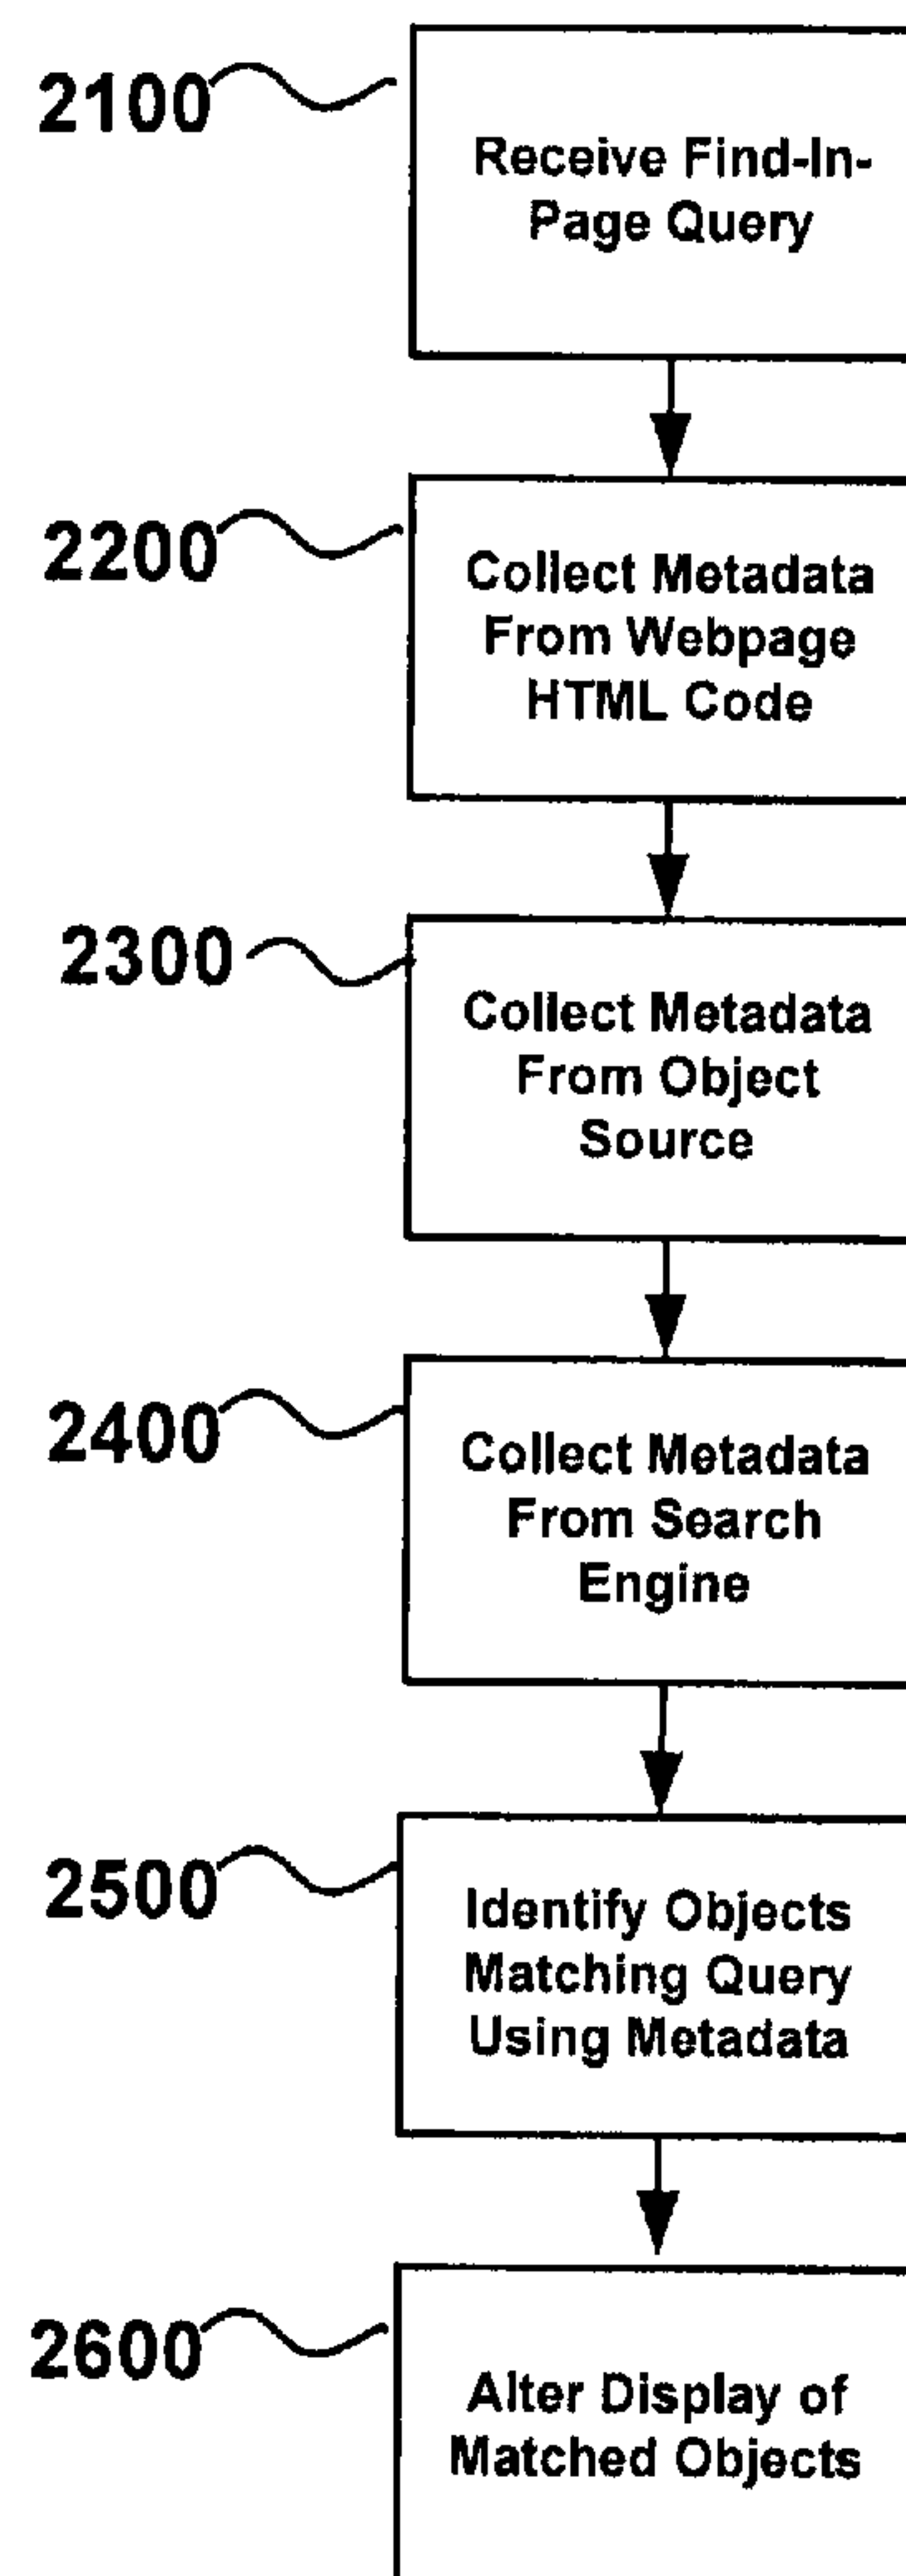 2100
Receive Find-In-
Page Query
2200
Collect Metadata
From Webpage
HTML Code
2300
Collect Metadata
From Object
Source
2400
Collect Metadata
From Search
Engine
2500
Identify Objects
Matching Query
Using Metadata
2600
Alter Display of
Matched Objects